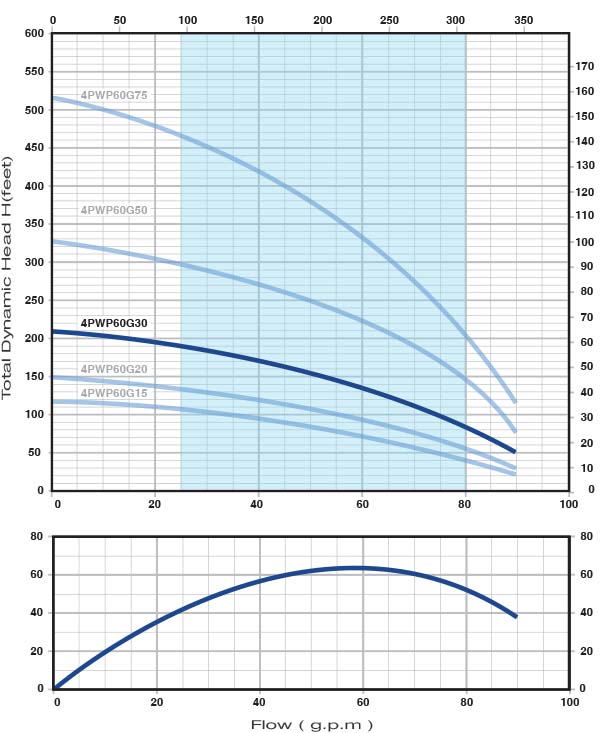 0 50 100 150 200 250 300 350
600
550 170
500 160
450 150
400 140
350 130
300 120
250 110
200 100
150 90
100 80
50 70
0 60
50
40
30
20
10
0
4PWP60G75
4PWP60G50
4PWP60G30
4PWP60G20
4PWP60G15
Total Dynamic Head H(feet)
0 20 40 60 80 100
80 80
60 60
40 40
20 20
0 0
0 20 40 60 80 100
Flow ( g.p.m )